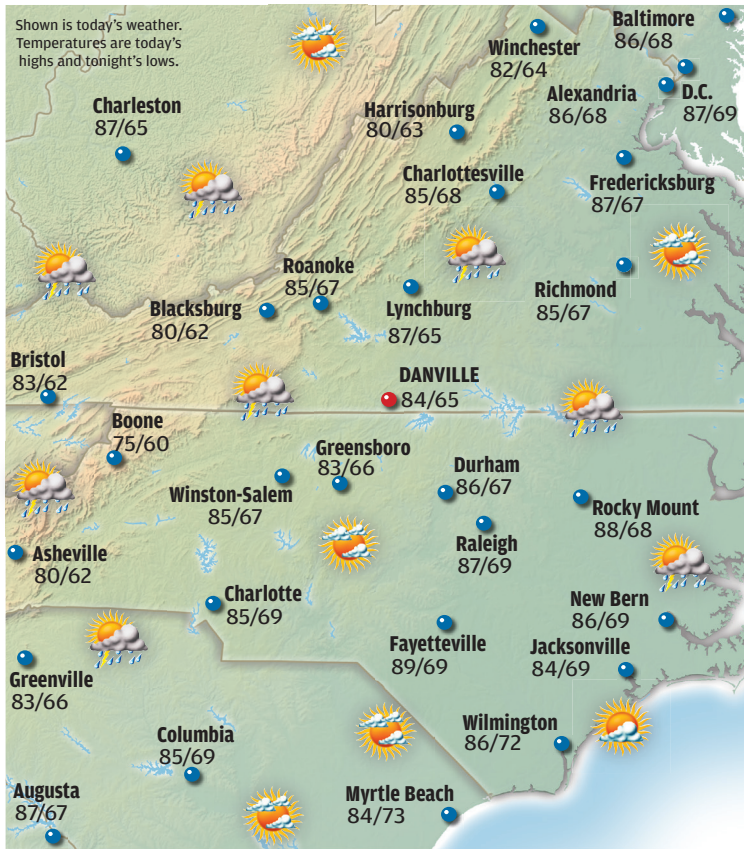 Shown is today's weather.
Temperatures are today's
highs and tonight's lows.
Baltimore
86/68
Winchester
82/64
Alexandria
86/68
D.C.
87/69
Charleston
87/65
Harrisonburg
80/63
Charlottesville
85/68
Fredericksburg
87/67
Roanoke
85/67
Richmond
85/67
Blacksburg
80/62
Lynchburg
87/65
Bristol
83/62
DANVILLE
84/65
Boone
75/60
Greensboro
83/66
Durham
86/67
Winston-Salem
85/67
Rocky Mount
88/68
Raleigh
87/69
Asheville
80/62
Charlotte
85/69
New Bern
86/69
Fayetteville
89/69
Jacksonville
84/69
Greenville
83/66
Wilmington
86/72
Columbia
85/69
Augusta
87/67
Myrtle Beach
84/73